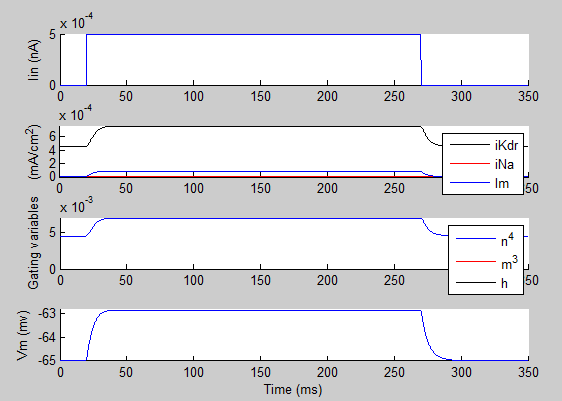 x 10^-4
5
0
Iin (nA)
0 50 100 150 200 250 300 350
x 10^-4
6
4
2
0
(mA/cm²)
iKdr
iNa
Im
0 50 100 150 200 250 300 350
x 10^-3
5
0
Gating variables
n^4
m^3
h
0 50 100 150 200 250 300 350
-63
-64
-65
Vm (mv)
0 50 100 150 200 250 300 350
Time (ms)